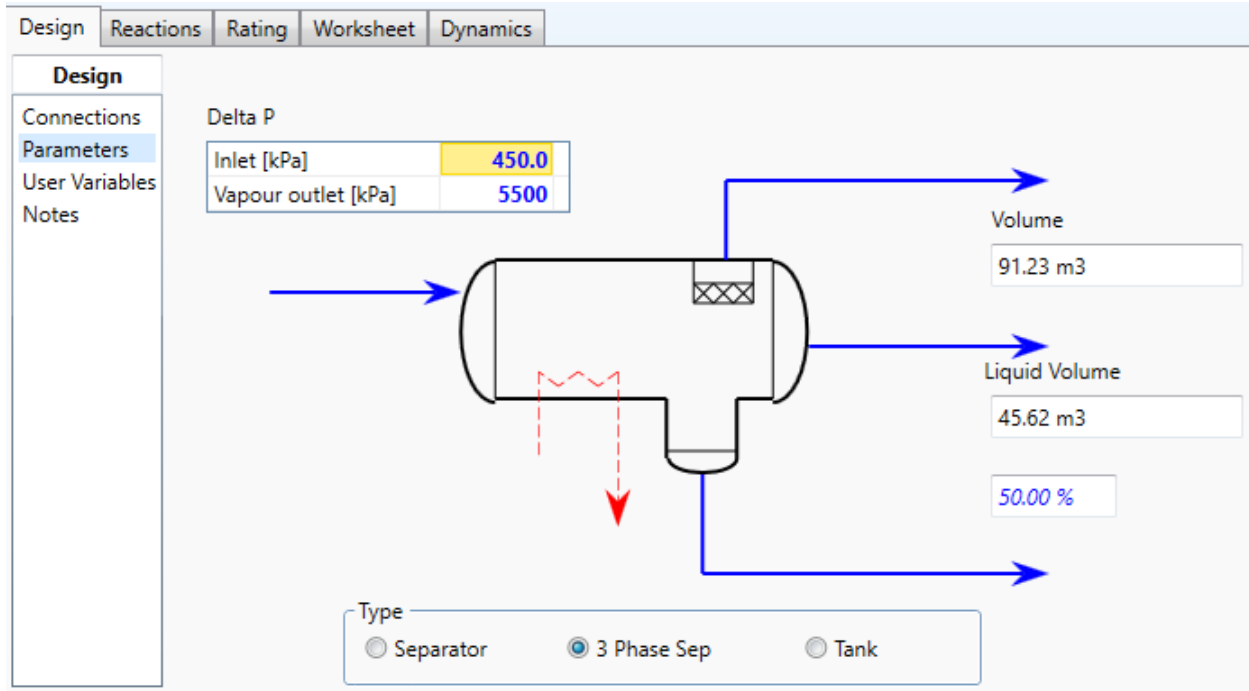 Design Reactions Rating Worksheet Dynamics
Design
Connections
Parameters
User Variables
Notes
Delta P
Inlet [kPa] 450.0
Vapour outlet [kPa] 5500
Volume
91.23 m3
Liquid Volume
45.62 m3
50.00 %
Type
Separator 3 Phase Sep Tank